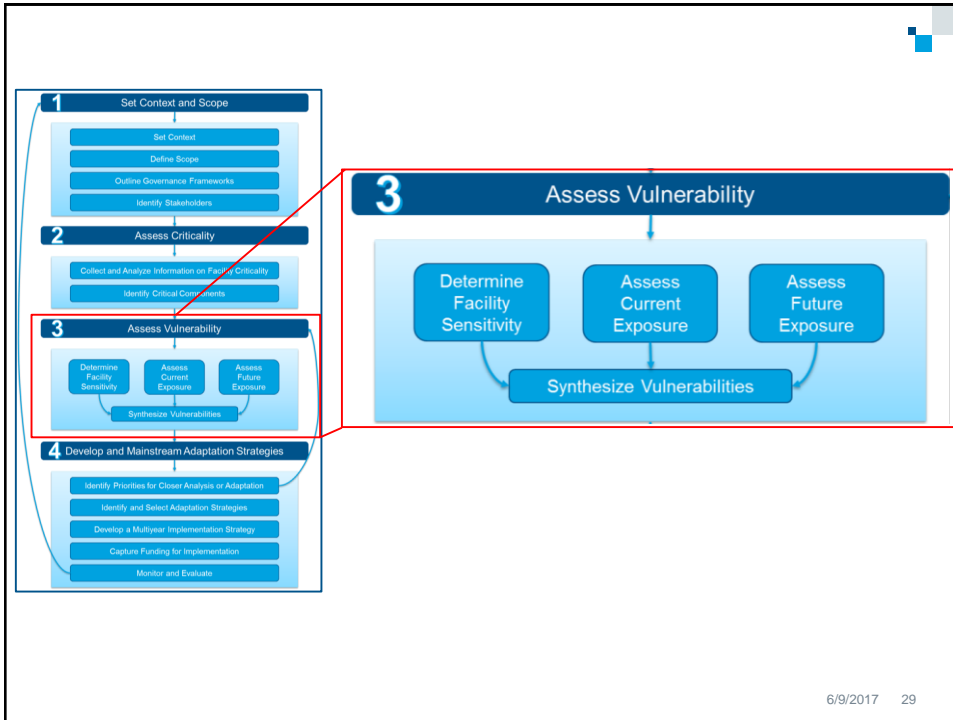 1 Set Context and Scope
Set Context
Define Scope
Outline Governance Frameworks
Identify Stakeholders
2 Assess Criticality
Collect and Analyze Information on Facility Criticality
Identify Critical Components
3 Assess Vulnerability
Determine
Facility
Sensitivity
Assess
Current
Exposure
Assess
Future
Exposure
Synthesize Vulnerabilities
4 Develop and Mainstream Adaptation Strategies
Identify Priorities for Closer Analysis or Adaptation
Identify and Select Adaptation Strategies
Develop a Multiyear Implementation Strategy
Capture Funding for Implementation
Monitor and Evaluate
3 Assess Vulnerability
Determine
Facility
Sensitivity
Assess
Current
Exposure
Assess
Future
Exposure
Synthesize Vulnerabilities
6/9/2017 29